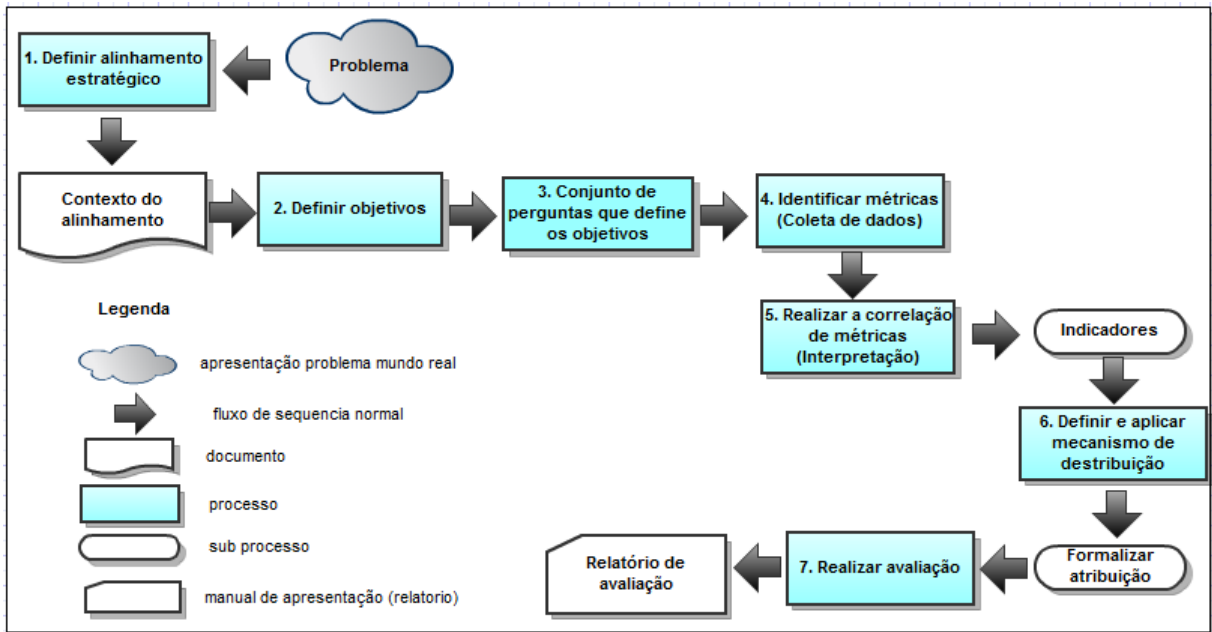 1. Definir alinhamento
estratégico
Problema
Contexto do
alinhamento
2. Definir objetivos
3. Conjunto de
perguntas que define
os objetivos
4. Identificar métricas
(Coleta de dados)
5. Realizar a correlação
de métricas
(Interpretação)
Indicadores
6. Definir e aplicar
mecanismo de
destribuição
Formalizar
atribuição
7. Realizar avaliação
Relatório de
avaliação
Legenda
apresentação problema mundo real
fluxo de sequencia normal
documento
processo
sub processo
manual de apresentação (relatorio)